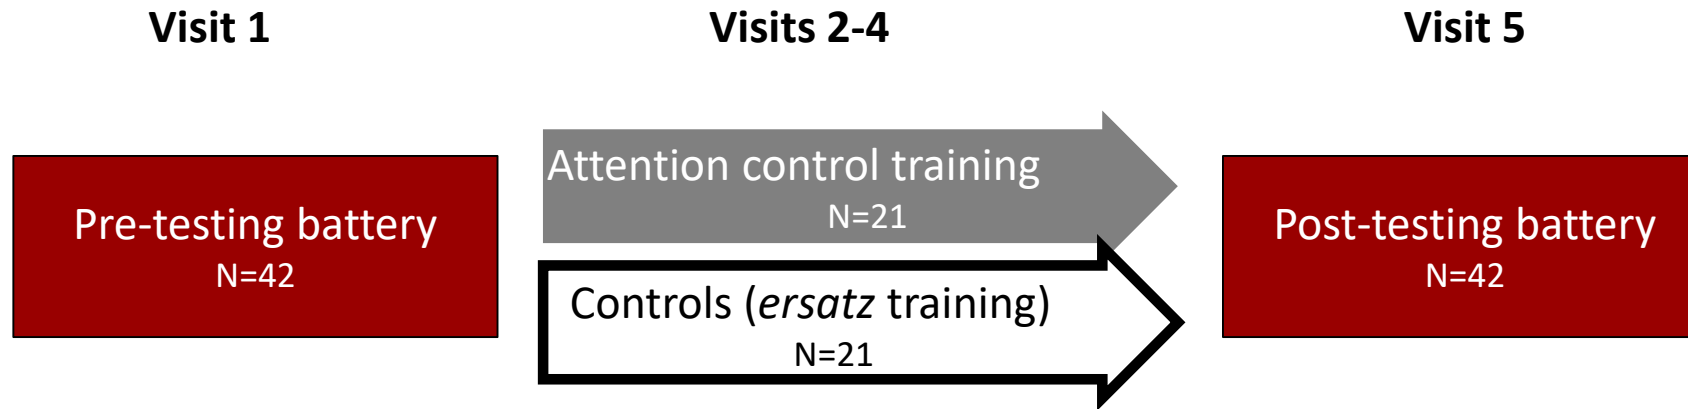 Visit 1
Visits 2-4
Visit 5
Pre-testing battery
N=42
Attention control training
N=21
Controls (ersatz training)
N=21
Post-testing battery
N=42